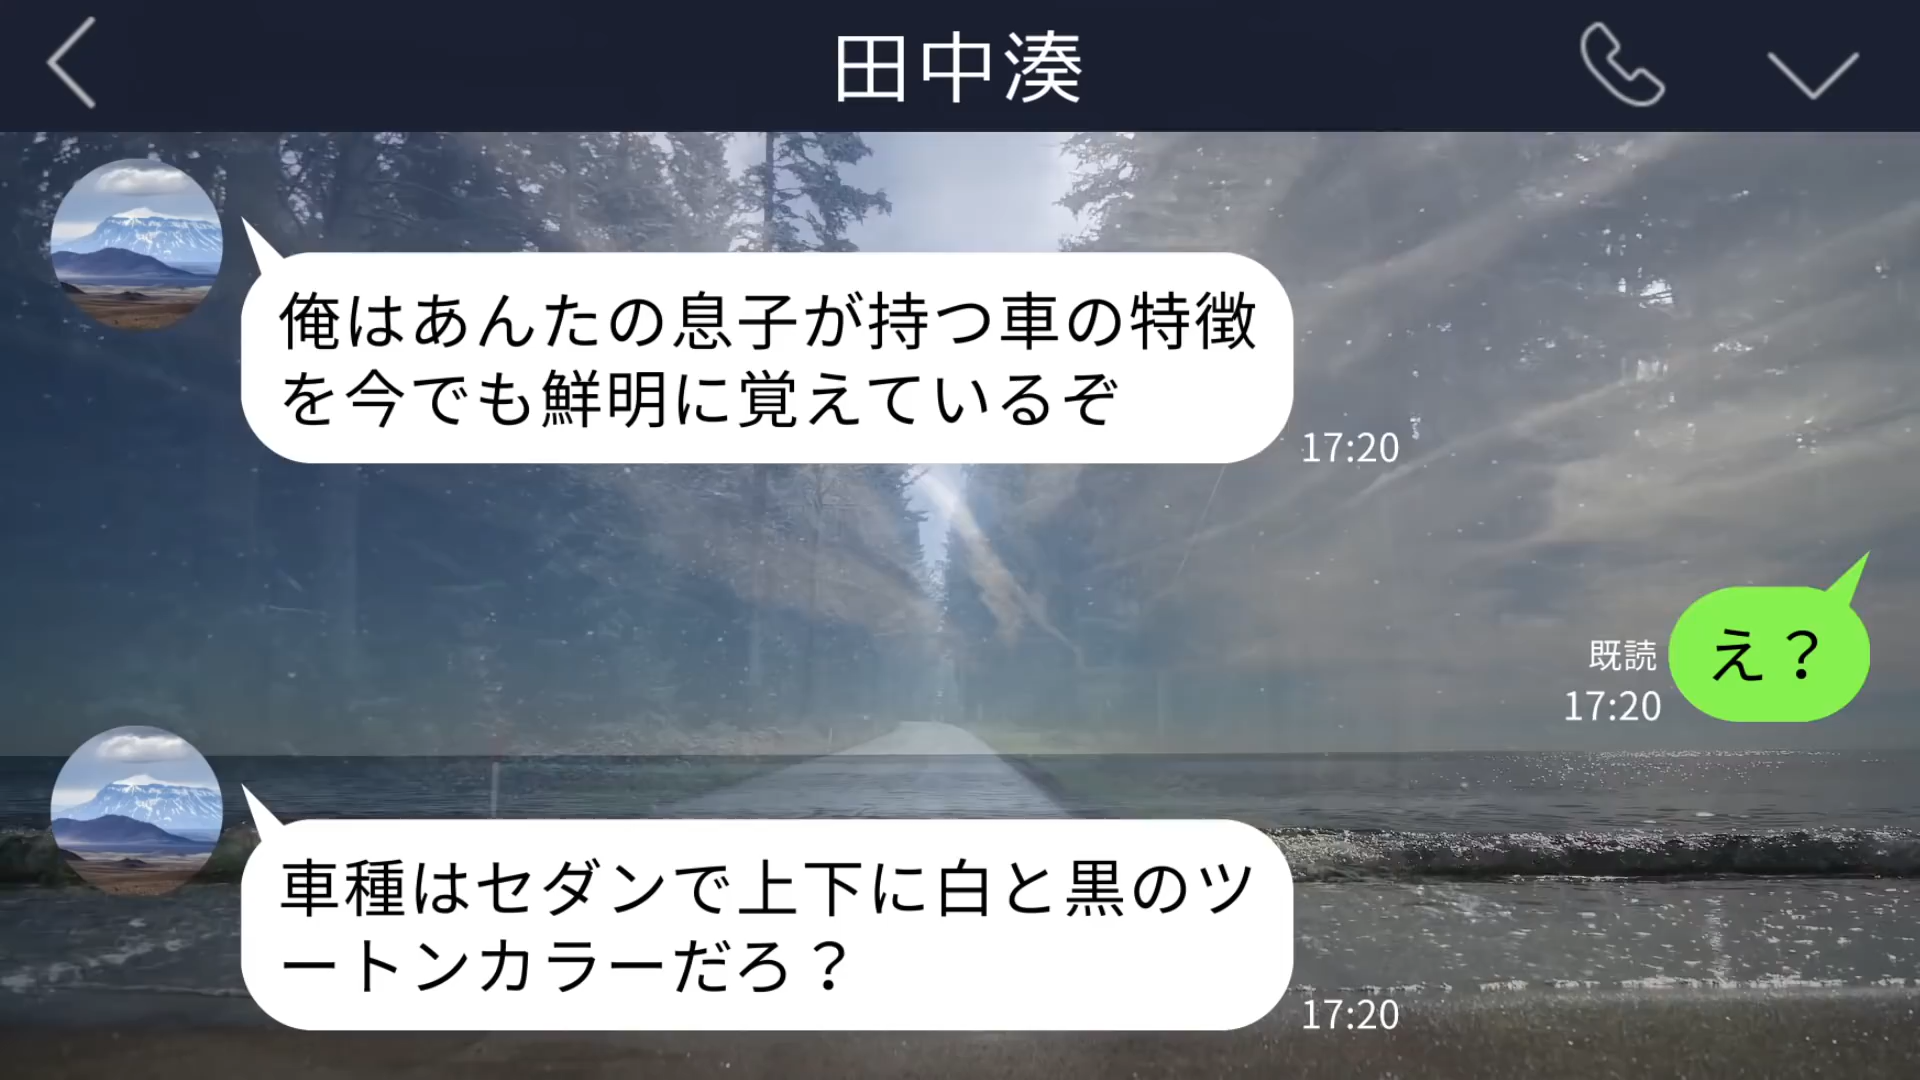 田中湊
俺はあんたの息子が持つ車の特徴
を今でも鮮明に覚えているぞ
17:20
え？
既読
17:20
車種はセダンで上下に白と黒のツ
ートンカラーだろ？
17:20